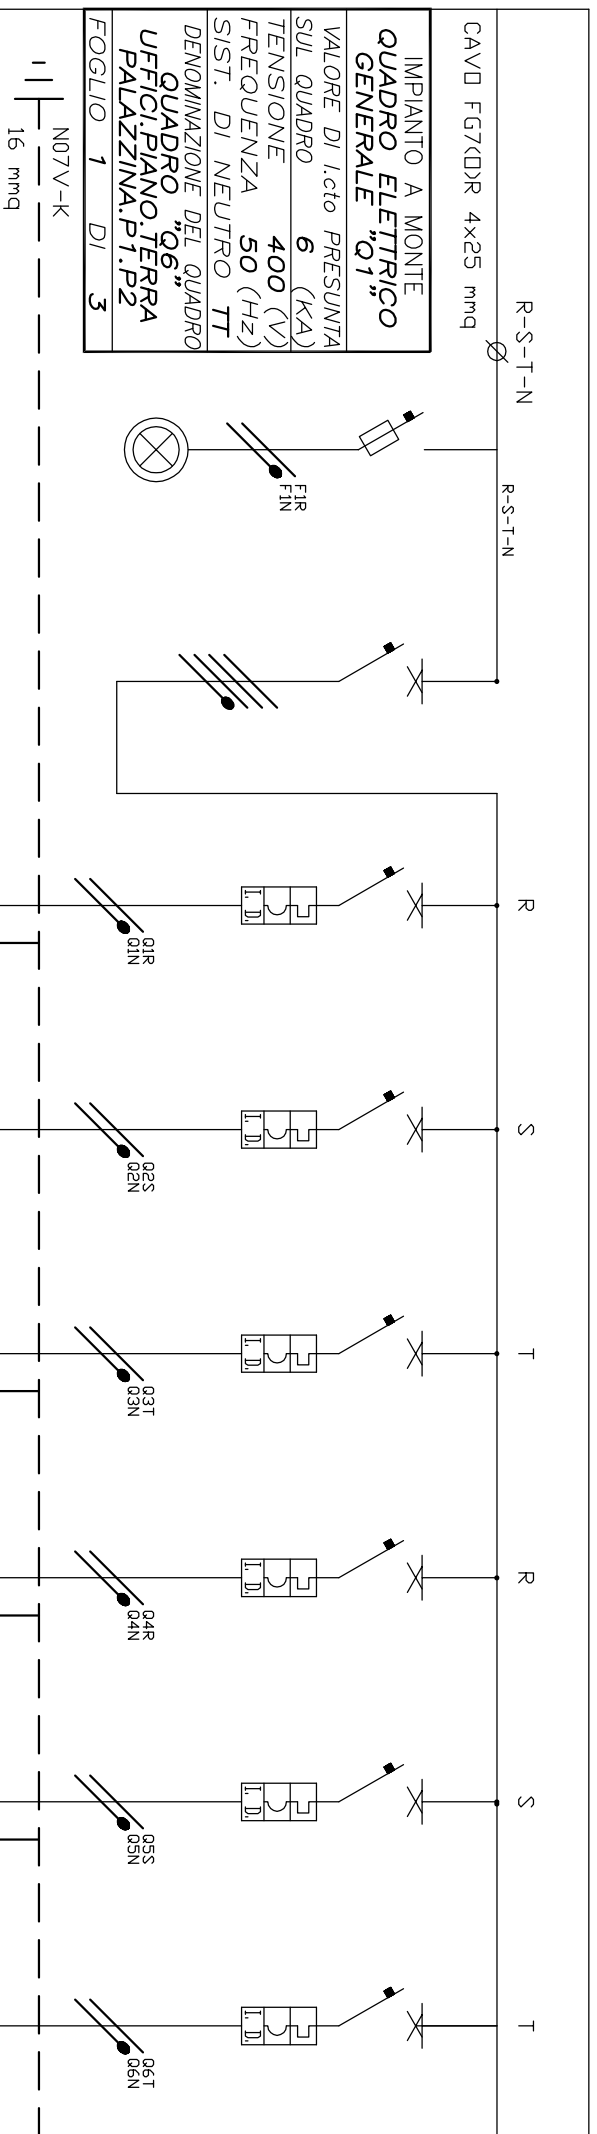 R-S-T-N
CAVO FG7(O)R 4x25 mmq
R-S-T-N
IMPIANTO A MONTE
QUADRO ELETTRICO
GENERALE "Q1"
VALORE DI I.cto PRESUNTA
SUL QUADRO 6 (KA)
TENSIONE 400 (V)
FREQUENZA 50 (Hz)
SIST. DI NEUTRO TT
DENOMINAZIONE DEL QUADRO
QUADRO "Q6"
UFFICI.PIANO.TERRA
PALAZZINA.P1.P2
FOGLIO 1 DI 3
N07V-K
16 mmq
F1R
F1N
R
I. D.
Q1R
Q1N
S
I. D.
Q2S
Q2N
T
I. D.
Q3T
Q3N
R
I. D.
Q4R
Q4N
S
I. D.
Q5S
Q5N
T
I. D.
Q6T
Q6N